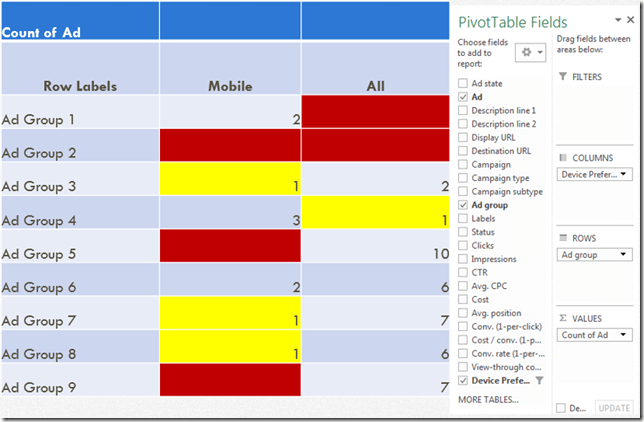 Count of Ad
Row Labels Mobile All
Ad Group 1 2
Ad Group 2
Ad Group 3 1 2
Ad Group 4 3 1
Ad Group 5 10
Ad Group 6 2 6
Ad Group 7 1 7
Ad Group 8 1 6
Ad Group 9 7
PivotTable Fields
Choose fields
to add to
report:
Ad state
Ad
Description line 1
Description line 2
Display URL
Destination URL
Campaign
Campaign type
Campaign subtype
Ad group
Labels
Status
Clicks
Impressions
CTR
Avg. CPC
Cost
Avg. position
Conv. (1-per-click)
Cost / conv. (1-p...
Conv. rate (1-per-...
View-through co...
Device Prefe...
MORE TABLES...
Drag fields between
areas below:
FILTERS
COLUMNS
Device Prefer...
ROWS
Ad group
Σ VALUES
Count of Ad
De...
UPDATE